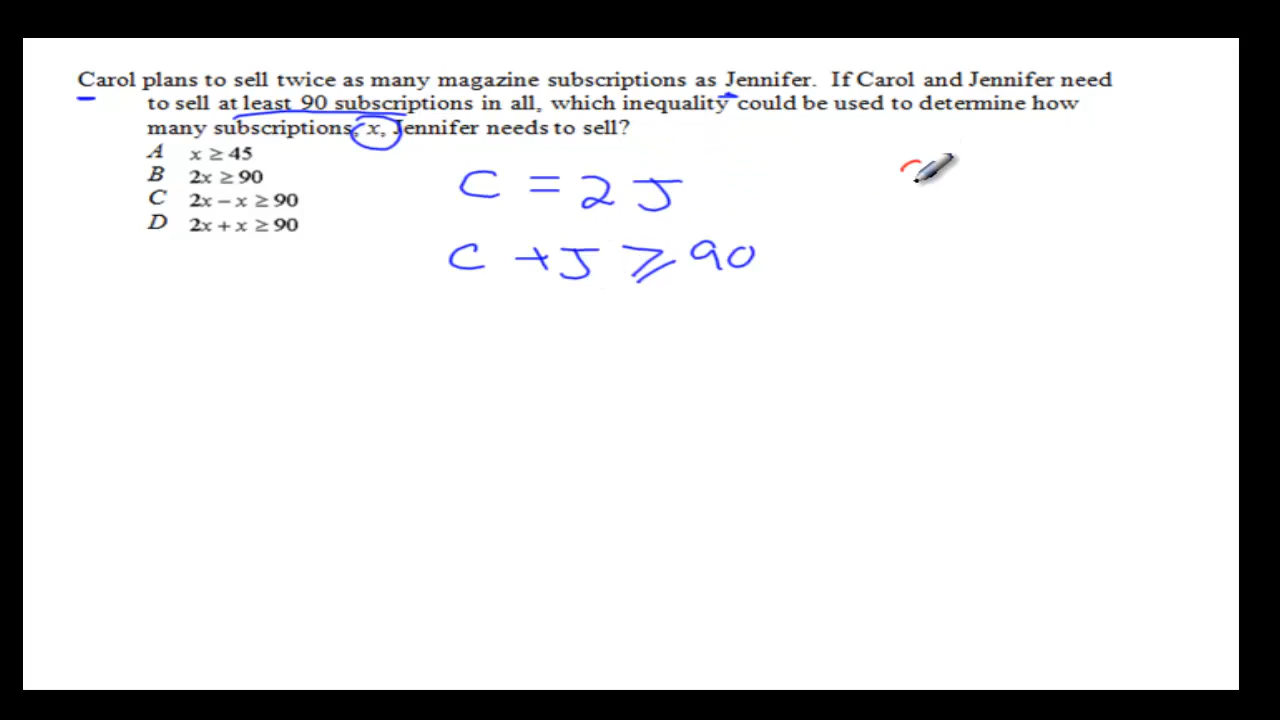 Carol plans to sell twice as many magazine subscriptions as Jennifer. If Carol and Jennifer need
to sell at least 90 subscriptions in all, which inequality could be used to determine how
many subscriptions, x, Jennifer needs to sell?
A x ≥ 45
B 2x ≥ 90
C 2x – x ≥ 90
D 2x + x ≥ 90
C = 2 J
C + J ≥ 90